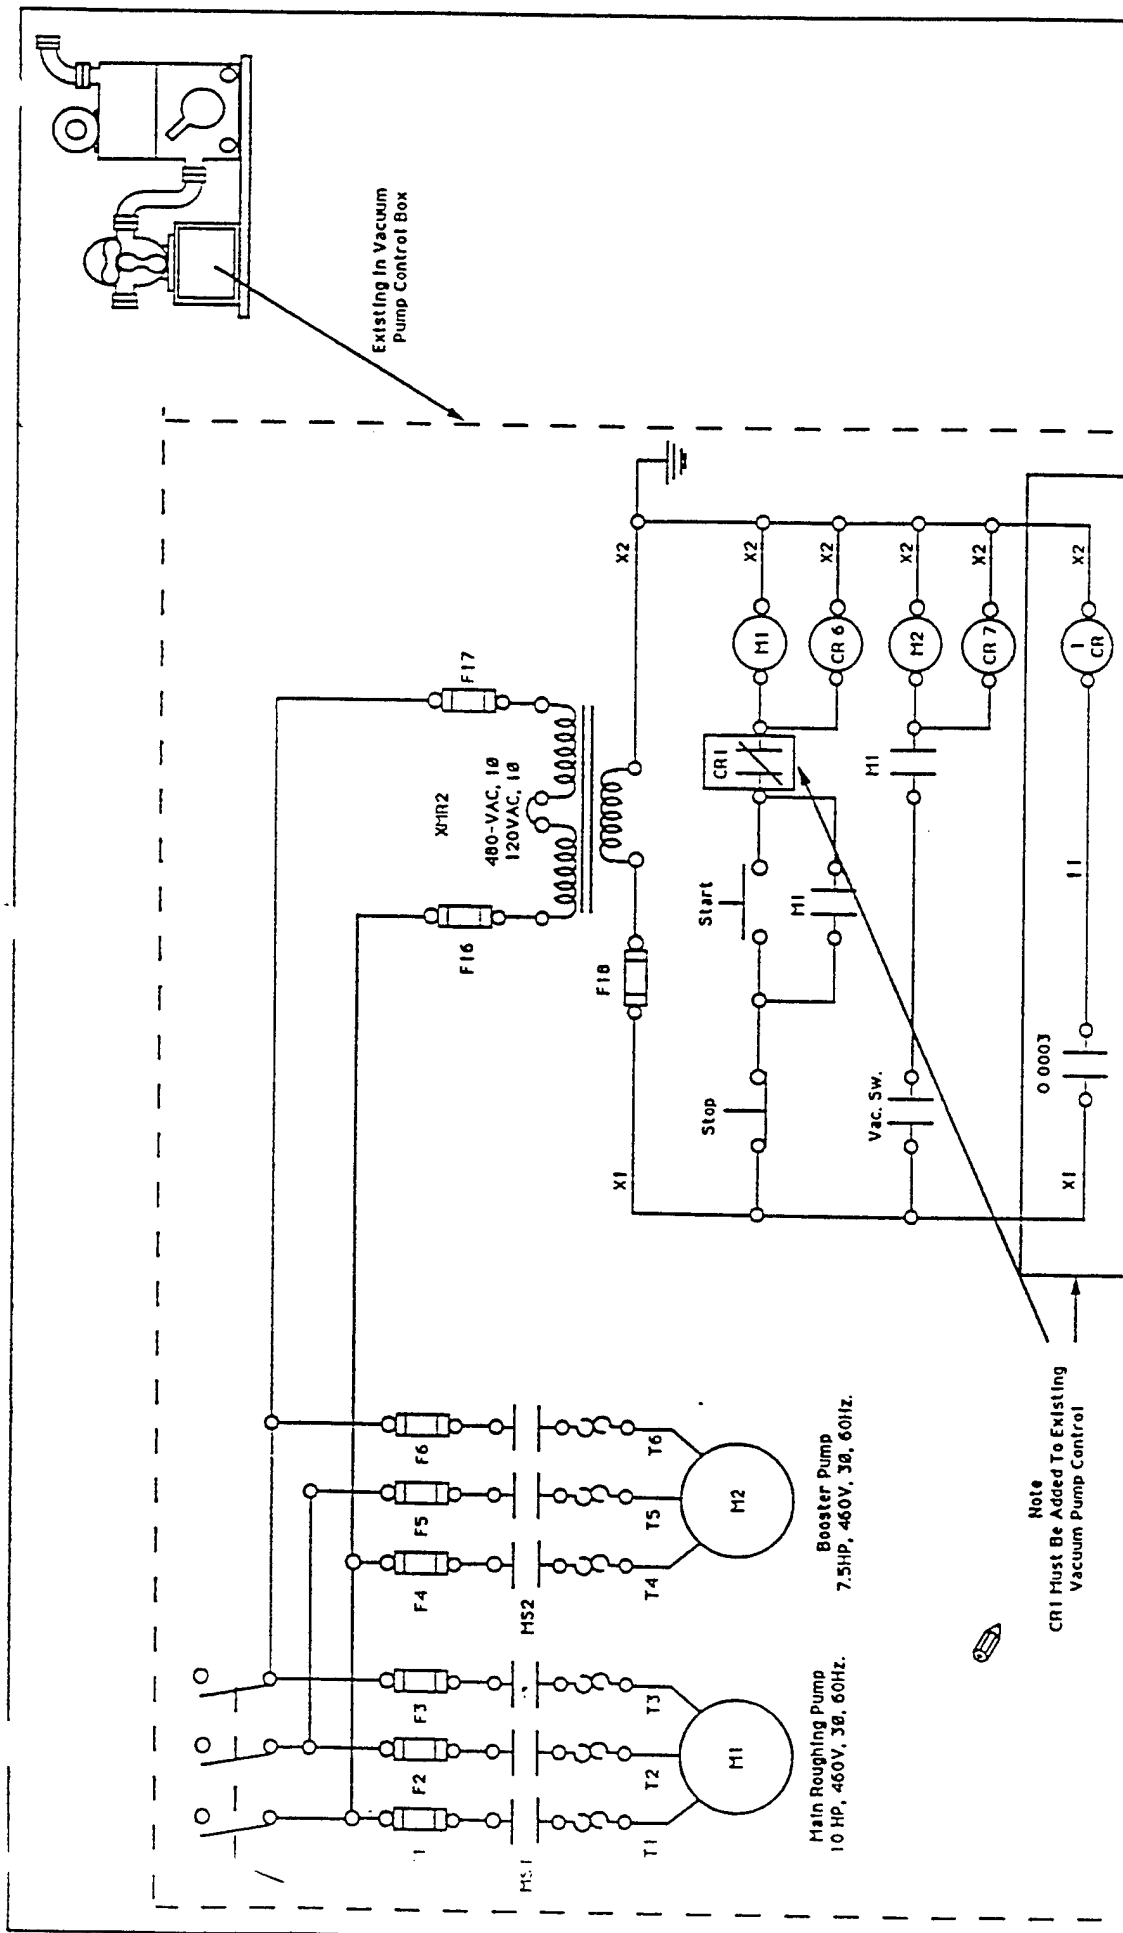 Existing In Vacuum
Pump Control Box
F17
XMR2
480-VAC, 1Ø
120VAC, 1Ø
F16
F18
X1
X2
Stop
Start
M1
CR1
M1
X2
CR 6
X2
Vac. Sw.
M1
M2
X2
CR 7
X2
X1
0 0003
11
1
CR
X2
F2
F3
F4
F5
F6
MS2
T1
T2
T3
T4
T5
T6
M1
M2
Main Roughing Pump
10 HP, 460V, 3Ø, 60Hz.
Booster Pump
7.5HP, 460V, 3Ø, 60Hz.
Note
CR1 Must Be Added To Existing
Vacuum Pump Control